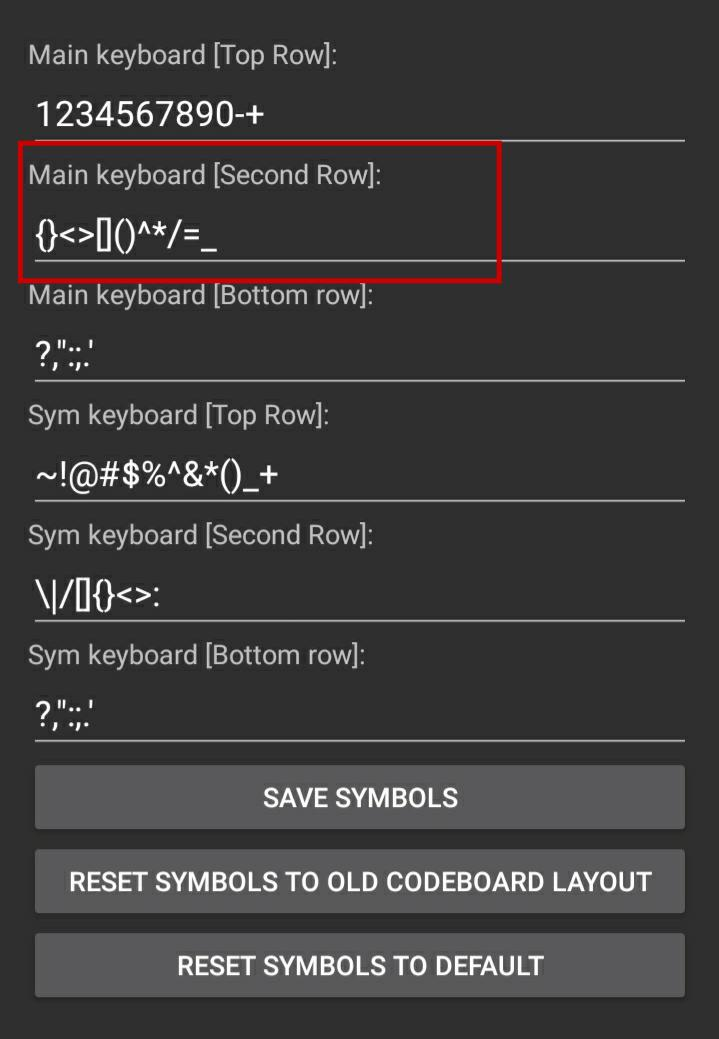 Main keyboard [Top Row]:
1234567890-+
Main keyboard [Second Row]:
{}<>[]()^*/=_
Main keyboard [Bottom row]:
?,":;.'
Sym keyboard [Top Row]:
~!@#$%^&*()_+
Sym keyboard [Second Row]:
\|/[]{}<>:
Sym keyboard [Bottom row]:
?,":;.'
SAVE SYMBOLS
RESET SYMBOLS TO OLD CODEBOARD LAYOUT
RESET SYMBOLS TO DEFAULT